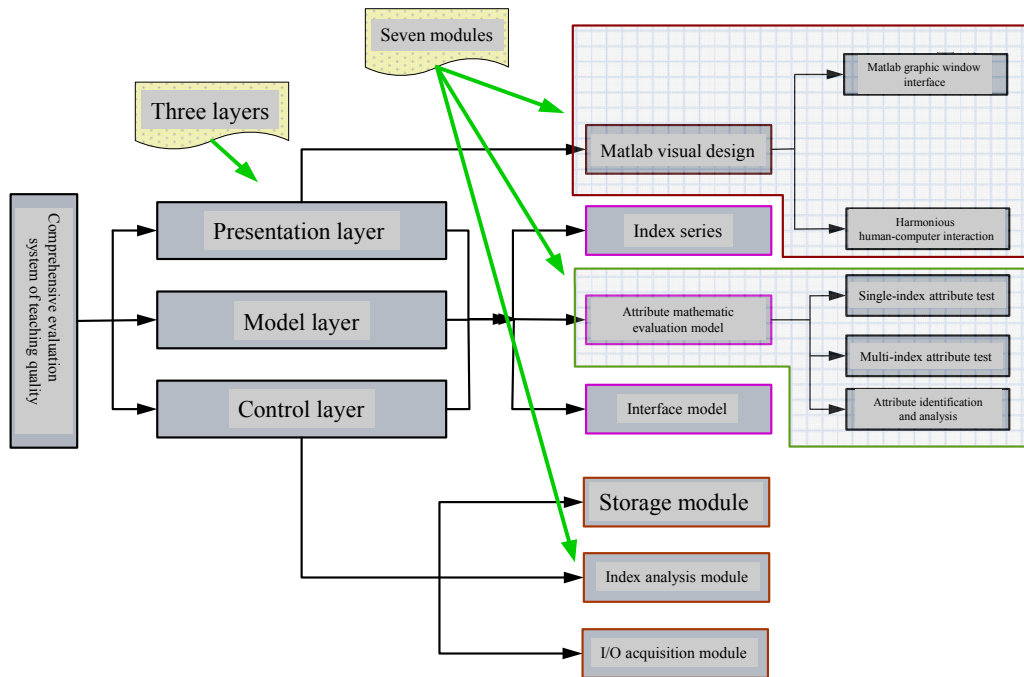 Seven modules
Three layers
Comprehensive evaluation
system of teaching quality
Presentation layer
Model layer
Control layer
Matlab visual design
Matlab graphic window
interface
Harmonious
human-computer interaction
Index series
Attribute mathematic
evaluation model
Single-index attribute test
Multi-index attribute test
Attribute identification
and analysis
Interface model
Storage module
Index analysis module
I/O acquisition module